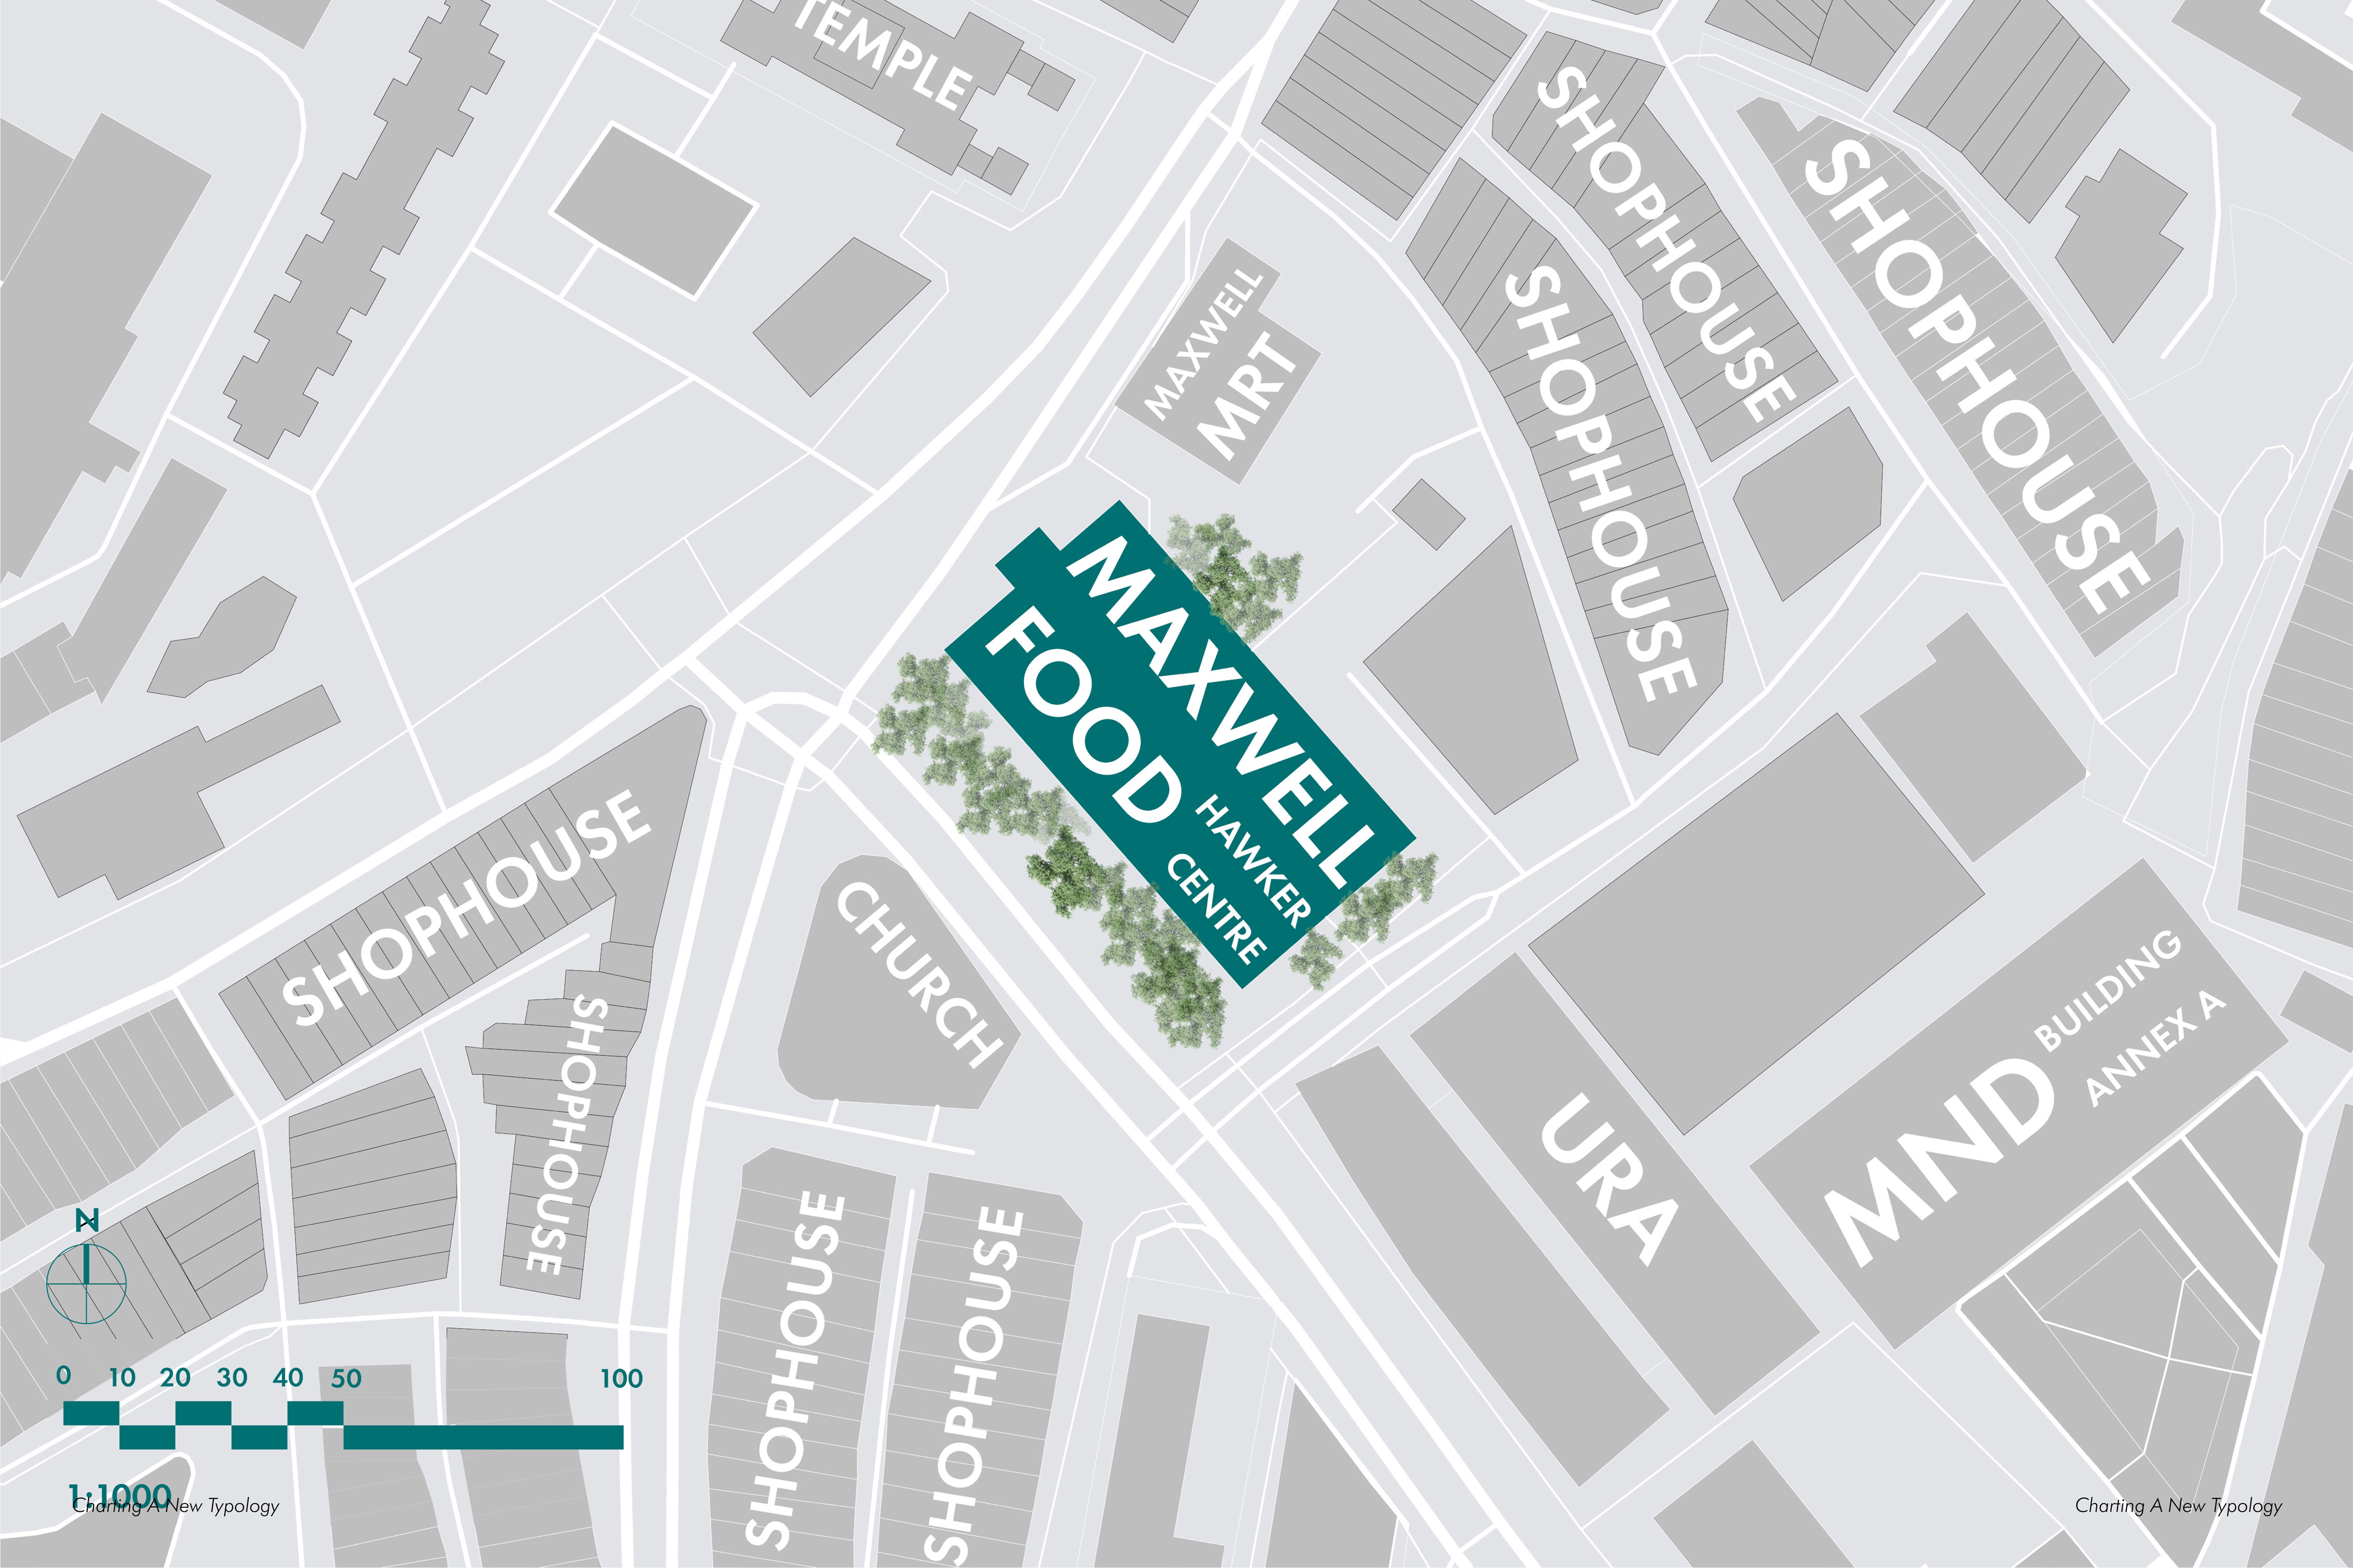 TEMPLE
SHOPHOUSE
SHOPHOUSE
SHOPHOUSE
MAXWELL
MRT
MAXWELL
FOOD
HAWKER
CENTRE
SHOPHOUSE
CHURCH
SHOPHOUSE
URA
MND
BUILDING
ANNEX A
SHOPHOUSE
SHOPHOUSE
N
0 10 20 30 40 50 100
1:1000
Charting A New Typology
Charting A New Typology